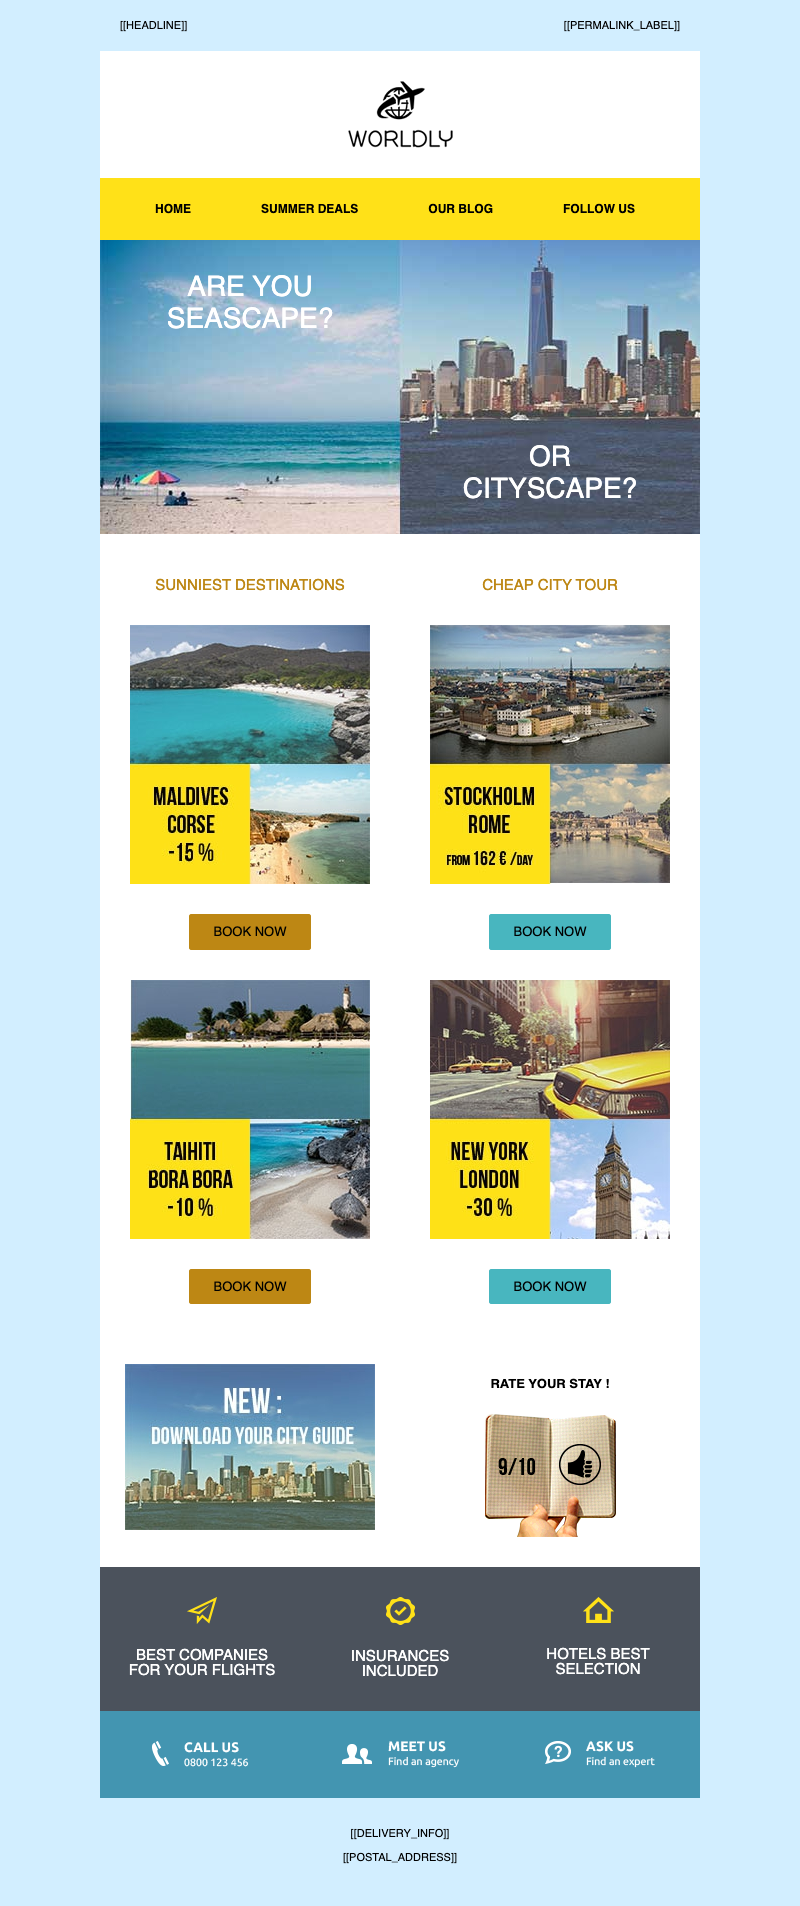 [[HEADLINE]]
[[PERMALINK_LABEL]]
WORLDLY
HOME
SUMMER DEALS
OUR BLOG
FOLLOW US
ARE YOU
SEASCAPE?
OR
CITYSCAPE?
SUNNIEST DESTINATIONS
CHEAP CITY TOUR
MALDIVES
CORSE
-15 %
STOCKHOLM
ROME
FROM 162 € /DAY
BOOK NOW
BOOK NOW
TAIHITI
BORA BORA
-10 %
NEW YORK
LONDON
-30 %
BOOK NOW
BOOK NOW
NEW :
DOWNLOAD YOUR CITY GUIDE
RATE YOUR STAY !
9/10
BEST COMPANIES
FOR YOUR FLIGHTS
INSURANCES
INCLUDED
HOTELS BEST
SELECTION
CALL US
0800 123 456
MEET US
Find an agency
ASK US
Find an expert
[[DELIVERY_INFO]]
[[POSTAL_ADDRESS]]